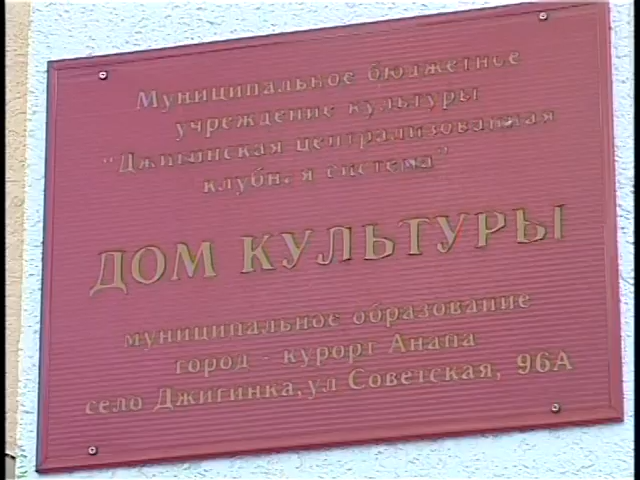 Муниципальное бюджетное
учреждение культуры
"Джигинская централизованная
клубн. я система"
ДОМ КУЛЬТУРЫ
муниципальное образование
город - курорт Анапа
село Джигинка, ул Советская, 96А